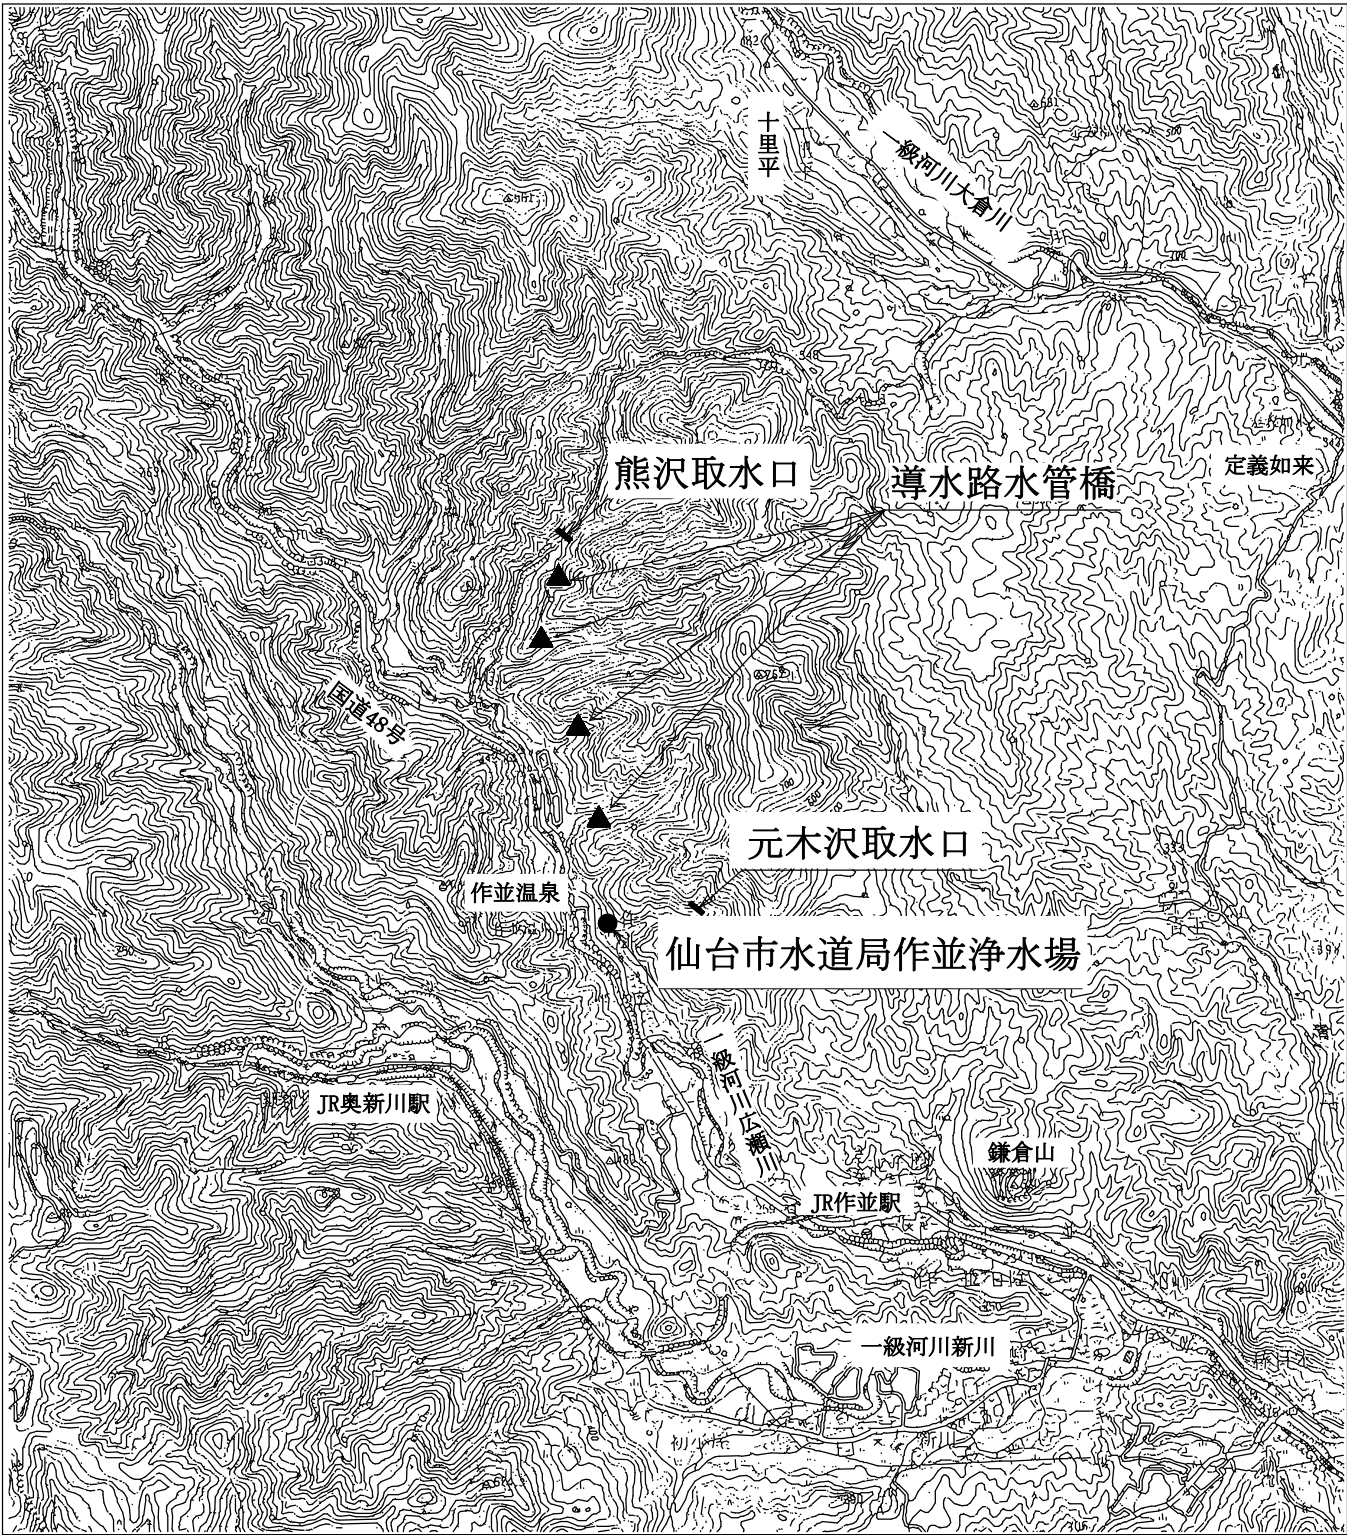 十里平
一級河川大倉川
熊沢取水口
導水路水管橋
定義如来
国道48号
元木沢取水口
作並温泉
仙台市水道局作並浄水場
一級河川広瀬川
JR奥新川駅
鎌倉山
JR作並駅
一級河川新川